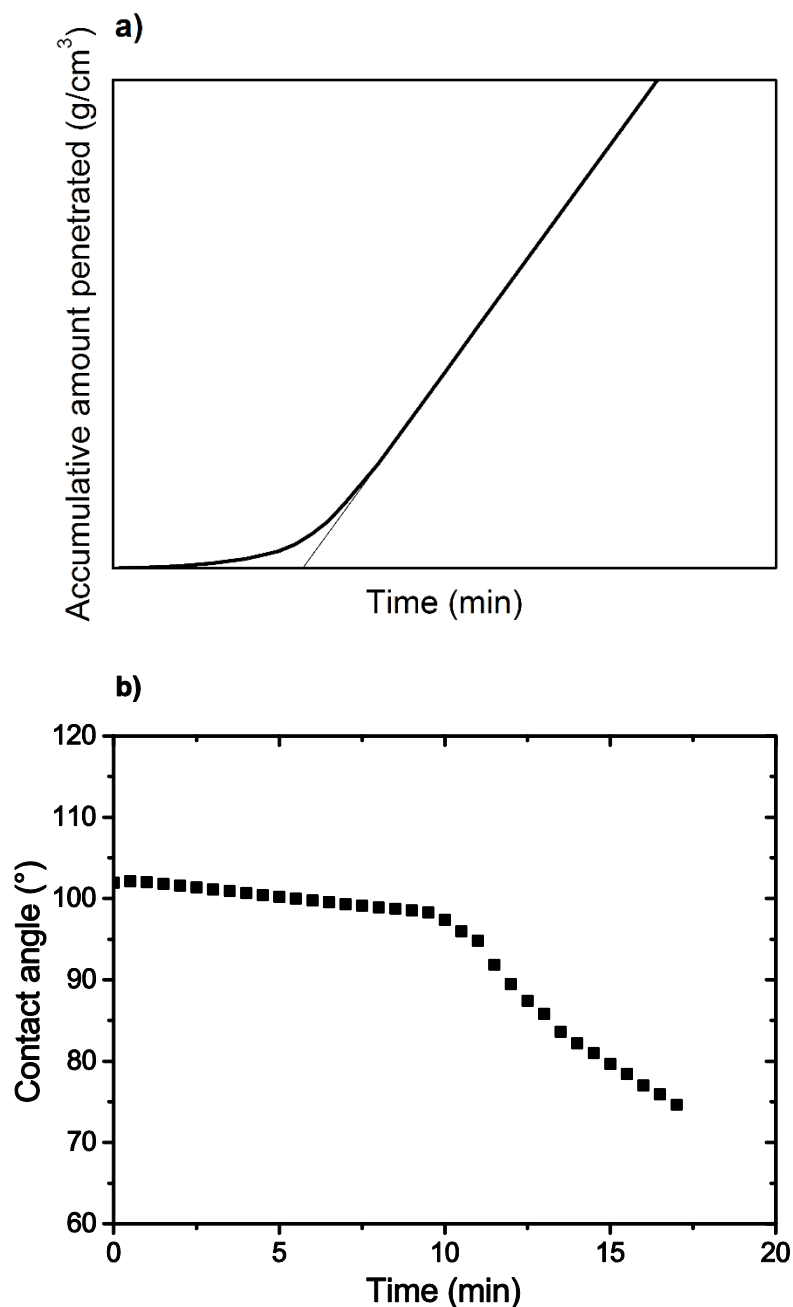 a)
Accumulative amount penetrated (g/cm³)
Time (min)
b)
Contact angle (°)
120
110
100
90
80
70
60
0 5 10 15 20
Time (min)